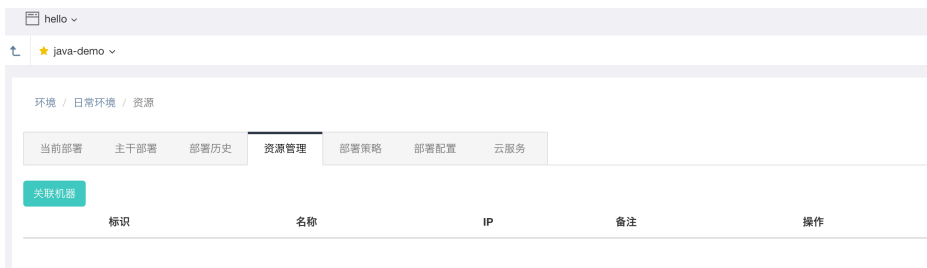 hello
java-demo
环境 / 日常环境 / 资源
当前部署 主干部署 部署历史 资源管理 部署策略 部署配置 云服务
关联机器
标识 名称 IP 备注 操作